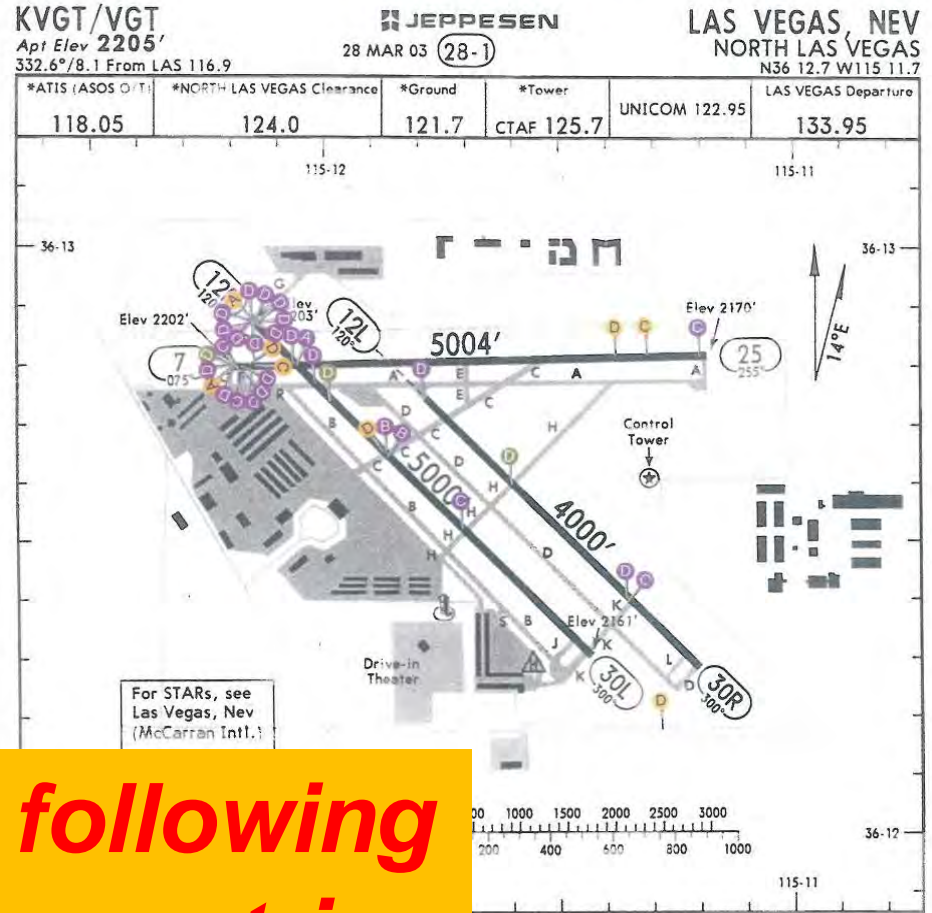 KVGT/VGT
Apt Elev 2205'
332.6°/8.1 From LAS 116.9
JEPPESEN
28 MAR 03 28-1
LAS VEGAS, NEV
NORTH LAS VEGAS
N36 12.7 W115 11.7
*ATIS (ASOS O/T)
118.05
*NORTH LAS VEGAS Clearance
124.0
*Ground
121.7
*Tower
CTAF 125.7
UNICOM 122.95
LAS VEGAS Departure
133.95
115-12
115-11
36-13
36-13
Elev 2202'
12L
120°
5004'
Elev 2170'
7
075°
25
255°
14°E
Control
Tower
5000'
4000'
Elev 2161'
Drive-in
Theater
30L
300°
30R
300°
For STARs, see
Las Vegas, Nev
(McCarran Intl.)
following
1000 1500 2000 2500 3000
200 400 600 800 1000
36-12
115-11